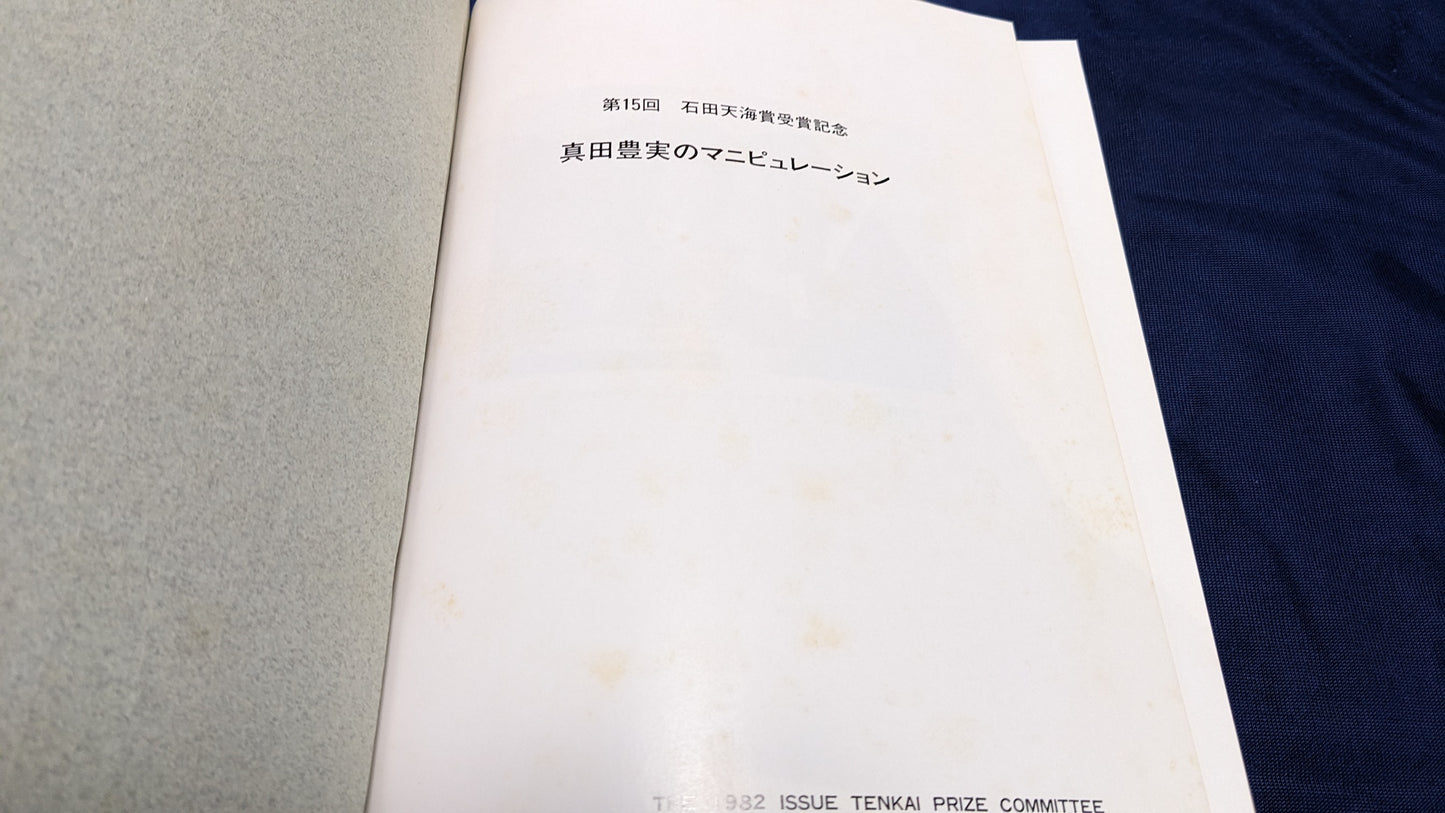 第15回　石田天海賞受賞記念
真田豊実のマニピュレーション
THE 1982 ISSUE TENKAI PRIZE COMMITTEE